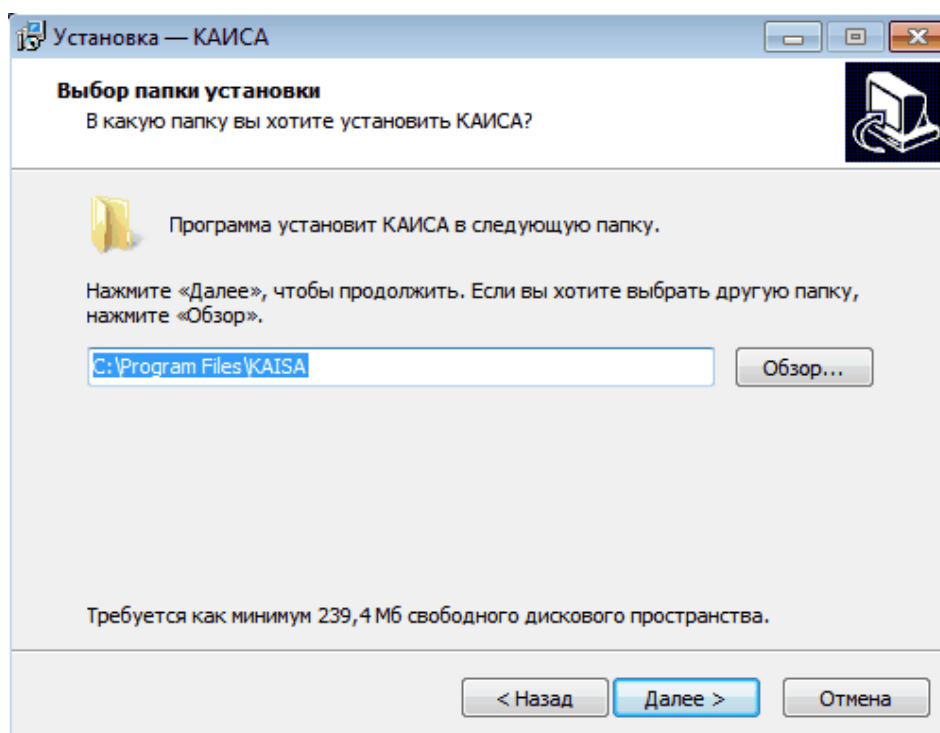 Установка — КАИСА
Выбор папки установки
В какую папку вы хотите установить КАИСА?
Программа установит КАИСА в следующую папку.
Нажмите «Далее», чтобы продолжить. Если вы хотите выбрать другую папку,
нажмите «Обзор».
C:\Program Files\KAISA
Обзор...
Требуется как минимум 239,4 Мб свободного дискового пространства.
< Назад
Далее >
Отмена